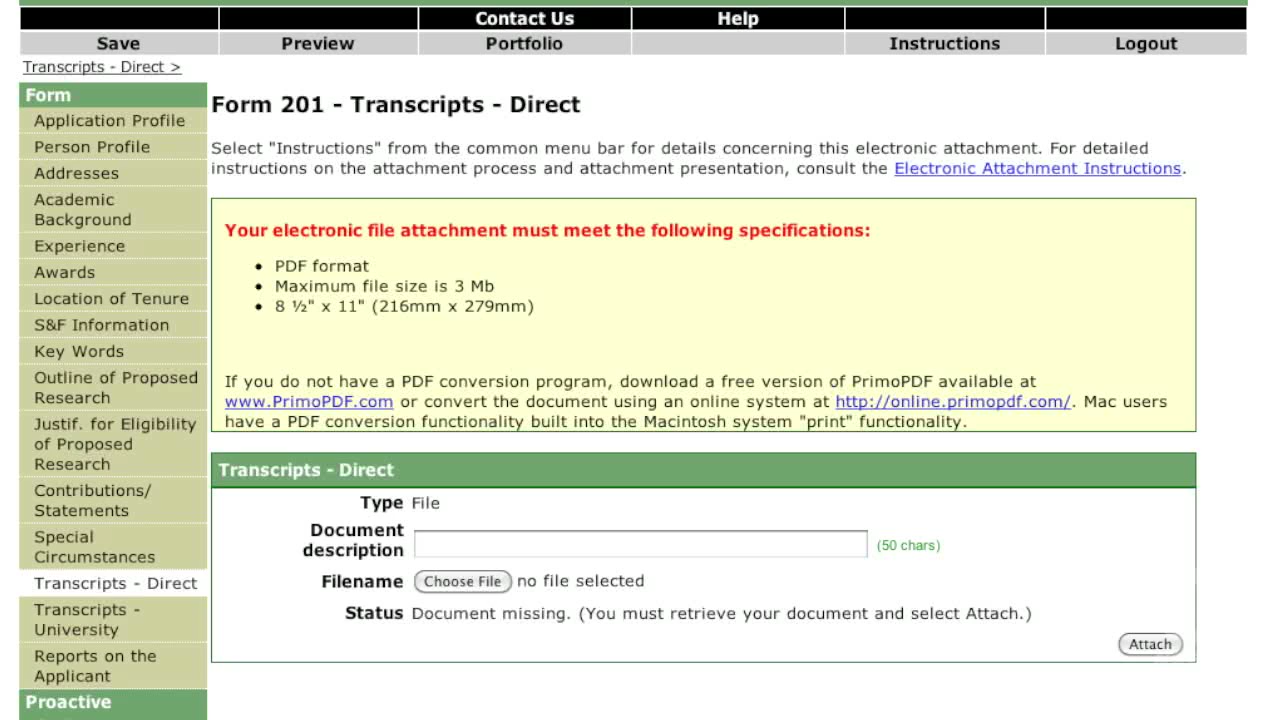 Contact Us Help
Save Preview Portfolio Instructions Logout
Transcripts - Direct >
Form
Application Profile
Person Profile
Addresses
Academic
Background
Experience
Awards
Location of Tenure
S&F Information
Key Words
Outline of Proposed
Research
Justif. for Eligibility
of Proposed
Research
Contributions/
Statements
Special
Circumstances
Transcripts - Direct
Transcripts -
University
Reports on the
Applicant
Proactive
Form 201 - Transcripts - Direct
Select "Instructions" from the common menu bar for details concerning this electronic attachment. For detailed
instructions on the attachment process and attachment presentation, consult the Electronic Attachment Instructions.
Your electronic file attachment must meet the following specifications:
• PDF format
• Maximum file size is 3 Mb
• 8 ½" x 11" (216mm x 279mm)
If you do not have a PDF conversion program, download a free version of PrimoPDF available at
www.PrimoPDF.com or convert the document using an online system at http://online.primopdf.com/. Mac users
have a PDF conversion functionality built into the Macintosh system "print" functionality.
Transcripts - Direct
Type File
Document
description (50 chars)
Filename Choose File no file selected
Status Document missing. (You must retrieve your document and select Attach.)
Attach